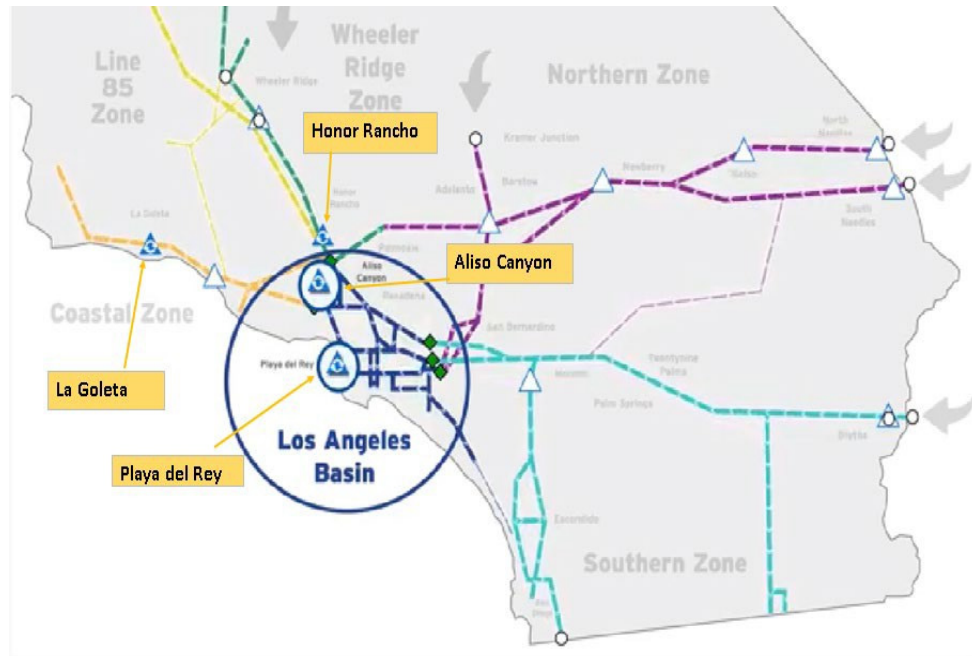 Line
85
Zone
Wheeler
Ridge
Zone
Northern Zone
Wheeler Ridge
Honor Rancho
Kramer Junction
North
Needles
Newberry
Adelanto
Barstow
Honor
Rancho
La Goleta
South
Needles
Aliso
Canyon
Aliso Canyon
Pasadena
Coastal Zone
San Bernardino
Playa del Rey
Moreno
Twentynine
Palms
La Goleta
Palm Springs
Blythe
Los Angeles
Basin
Playa del Rey
Escondido
Southern Zone
San
Diego